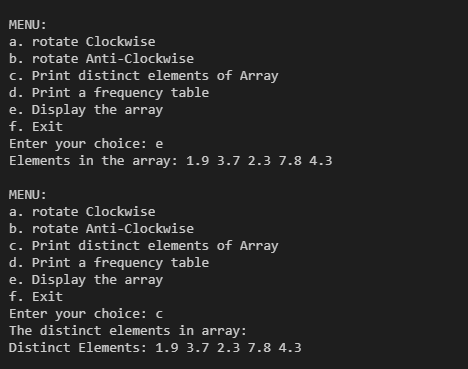 MENU:
a. rotate Clockwise
b. rotate Anti-Clockwise
c. Print distinct elements of Array
d. Print a frequency table
e. Display the array
f. Exit
Enter your choice: e
Elements in the array: 1.9 3.7 2.3 7.8 4.3
MENU:
a. rotate Clockwise
b. rotate Anti-Clockwise
c. Print distinct elements of Array
d. Print a frequency table
e. Display the array
f. Exit
Enter your choice: c
The distinct elements in array:
Distinct Elements: 1.9 3.7 2.3 7.8 4.3